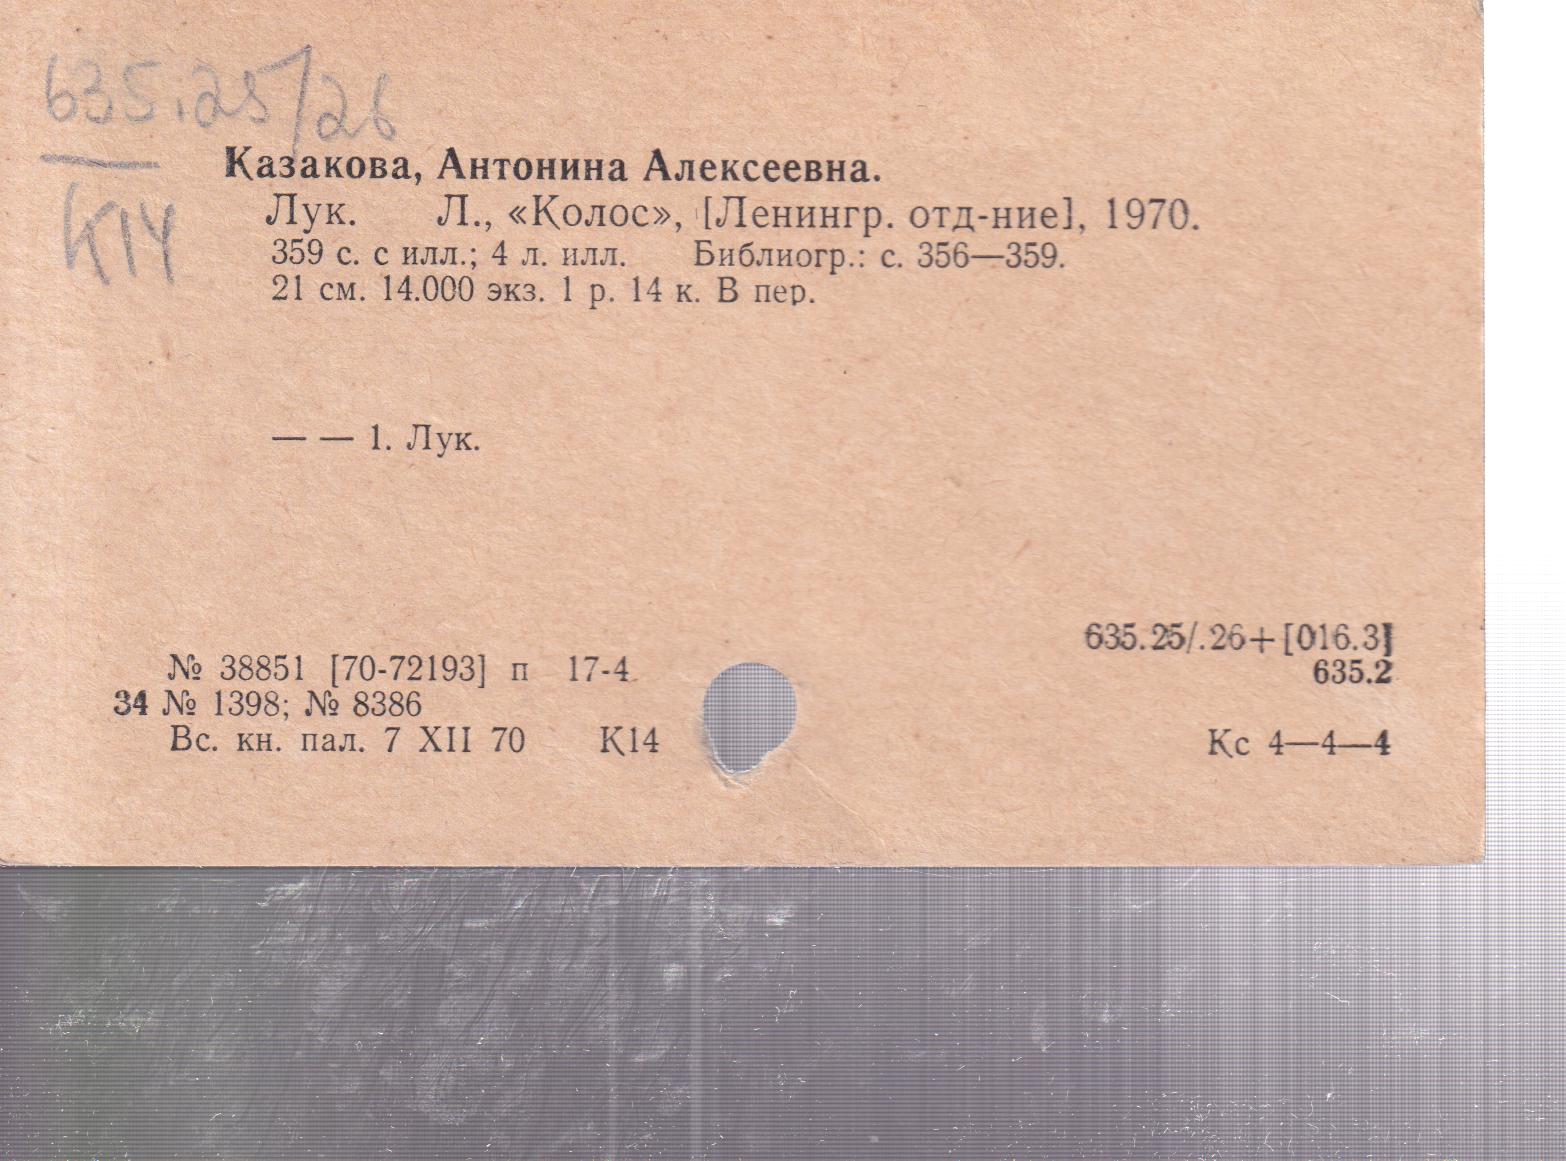 635.25/26
К14
Казакова, Антонина Алексеевна.
Лук. Л., «Колос», [Ленингр. отд-ние], 1970.
359 с. с илл.; 4 л. илл. Библиогр.: с. 356—359.
21 см. 14.000 экз. 1 р. 14 к. В пер.
— — 1. Лук.
635.25/.26+[016.3]
№ 38851 [70-72193] п 17-4 635.2
34 № 1398; № 8386
Вс. кн. пал. 7 XII 70 К14 Кс 4—4—4